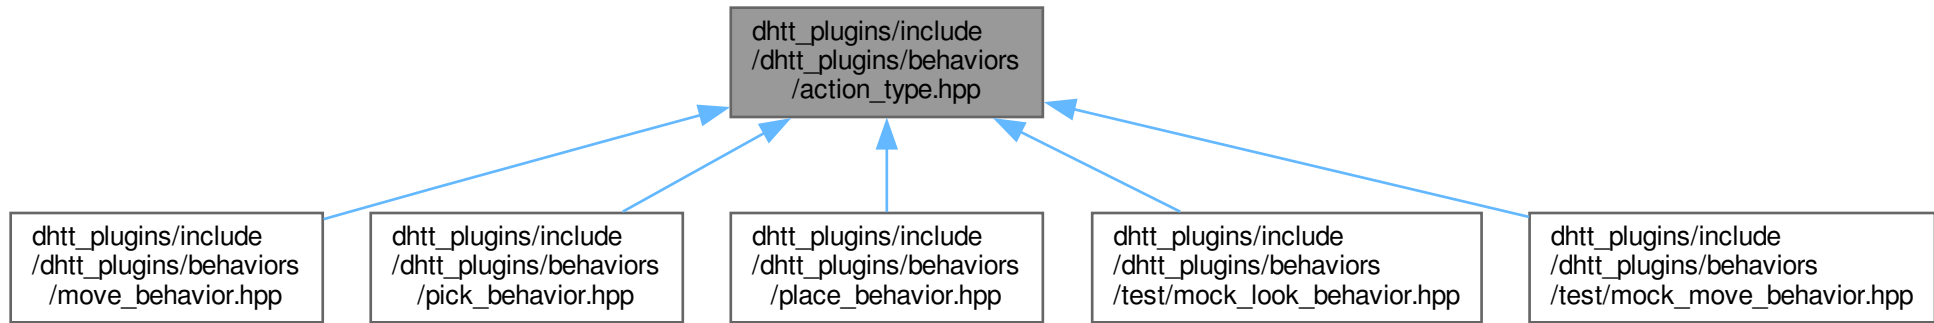 dhtt_plugins/include
/dhtt_plugins/behaviors
/action_type.hpp
dhtt_plugins/include
/dhtt_plugins/behaviors
/move_behavior.hpp
dhtt_plugins/include
/dhtt_plugins/behaviors
/pick_behavior.hpp
dhtt_plugins/include
/dhtt_plugins/behaviors
/place_behavior.hpp
dhtt_plugins/include
/dhtt_plugins/behaviors
/test/mock_look_behavior.hpp
dhtt_plugins/include
/dhtt_plugins/behaviors
/test/mock_move_behavior.hpp